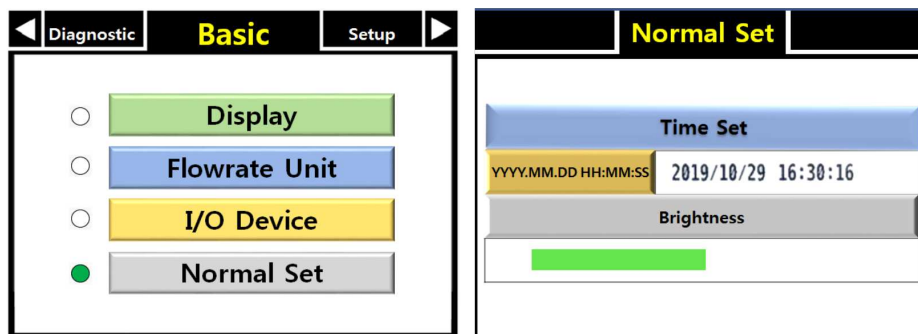 Diagnostic Basic Setup
Display
Flowrate Unit
I/O Device
Normal Set
Normal Set
Time Set
YYYY.MM.DD HH:MM:SS 2019/10/29 16:30:16
Brightness